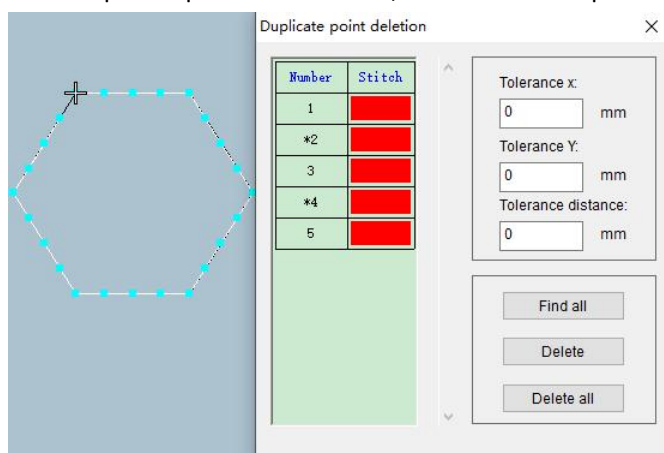 Duplicate point deletion
Number Stitch
1
*2
3
*4
5
Tolerance x:
0 mm
Tolerance Y:
0 mm
Tolerance distance:
0 mm
Find all
Delete
Delete all